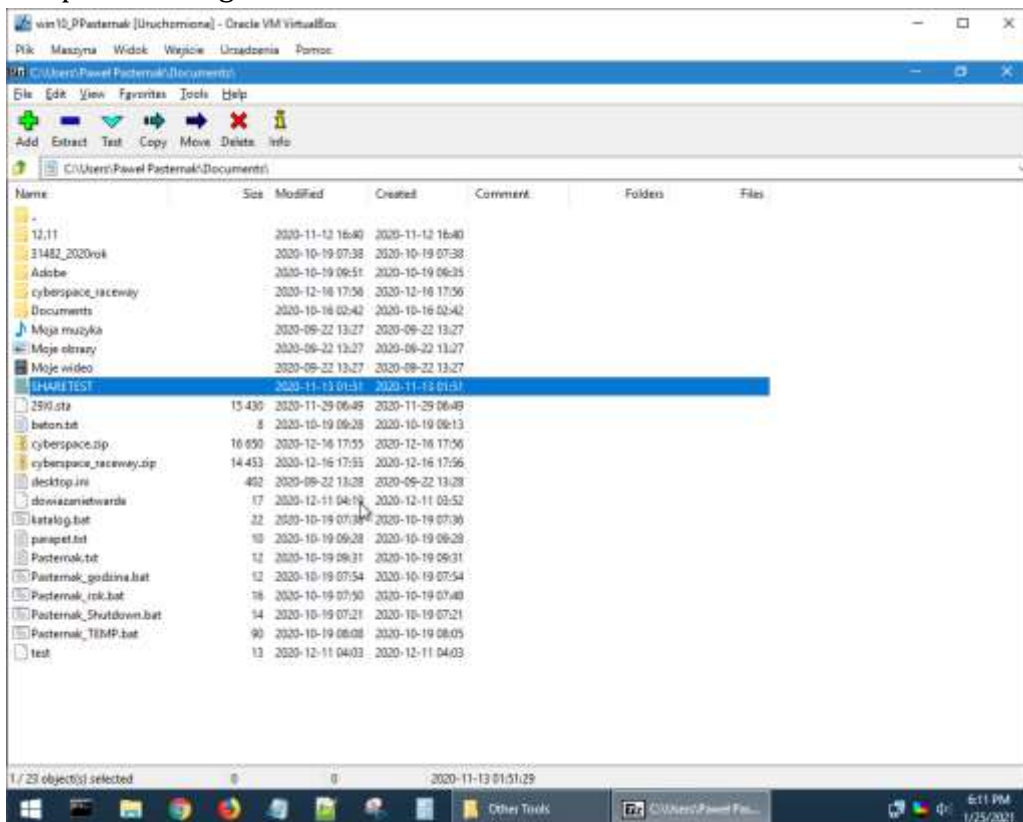 win10_PPasternak [Uruchomiona] - Oracle VM VirtualBox
Plik Maszyna Widok Wejście Urządzenia Pomoc
C:\Users\Paweł Pasternak\Documents\
File Edit View Favorites Tools Help
Add Extract Test Copy Move Delete Info
C:\Users\Paweł Pasternak\Documents\
Name Size Modified Created Comment Folders Files
..
12,11 2020-11-12 16:40 2020-11-12 16:40
31482_2020rok 2020-10-19 07:38 2020-10-19 07:38
Adobe 2020-10-19 09:51 2020-10-19 09:35
cyberspace_raceway 2020-12-16 17:56 2020-12-16 17:56
Documents 2020-10-16 02:42 2020-10-16 02:42
Moja muzyka 2020-09-22 13:27 2020-09-22 13:27
Moje obrazy 2020-09-22 13:27 2020-09-22 13:27
Moje wideo 2020-09-22 13:27 2020-09-22 13:27
SHARETEST 2020-11-13 01:51 2020-11-13 01:51
29XI.sta 15 430 2020-11-29 06:49 2020-11-29 06:49
beton.txt 8 2020-10-19 09:28 2020-10-19 09:13
cyberspace.zip 16 650 2020-12-16 17:55 2020-12-16 17:56
cyberspace_raceway.zip 14 453 2020-12-16 17:55 2020-12-16 17:56
desktop.ini 402 2020-09-22 13:28 2020-09-22 13:28
dowiazanietwarde 17 2020-12-11 04:19 2020-12-11 03:52
katalog.bat 22 2020-10-19 07:36 2020-10-19 07:36
parapet.txt 10 2020-10-19 09:28 2020-10-19 09:28
Pasternak.txt 12 2020-10-19 09:31 2020-10-19 09:31
Pasternak_godzina.bat 12 2020-10-19 07:54 2020-10-19 07:54
Pasternak_rok.bat 16 2020-10-19 07:50 2020-10-19 07:48
Pasternak_Shutdown.bat 14 2020-10-19 07:21 2020-10-19 07:21
Pasternak_TEMP.bat 90 2020-10-19 08:08 2020-10-19 08:05
test 13 2020-12-11 04:03 2020-12-11 04:03
1 / 23 object(s) selected 0 0 2020-11-13 01:51:29
Other Tools C:\Users\Paweł Pas... 6:11 PM
1/25/2021